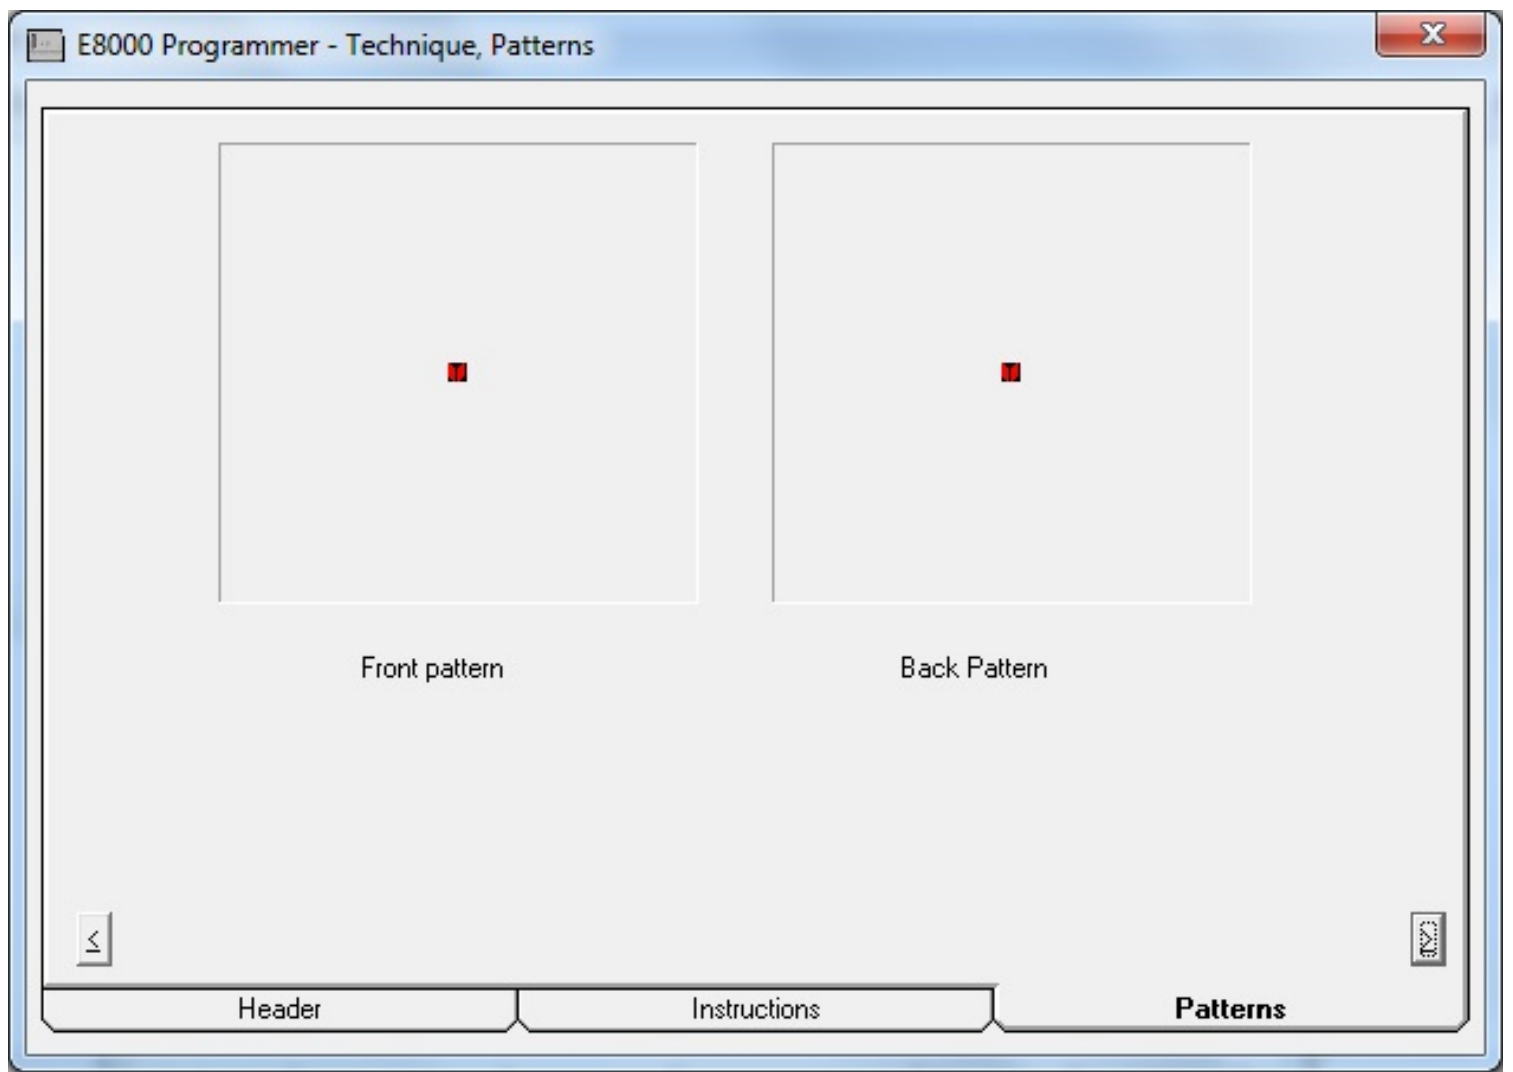 E8000 Programmer - Technique, Patterns
Front pattern
Back Pattern
<
>
Header
Instructions
Patterns